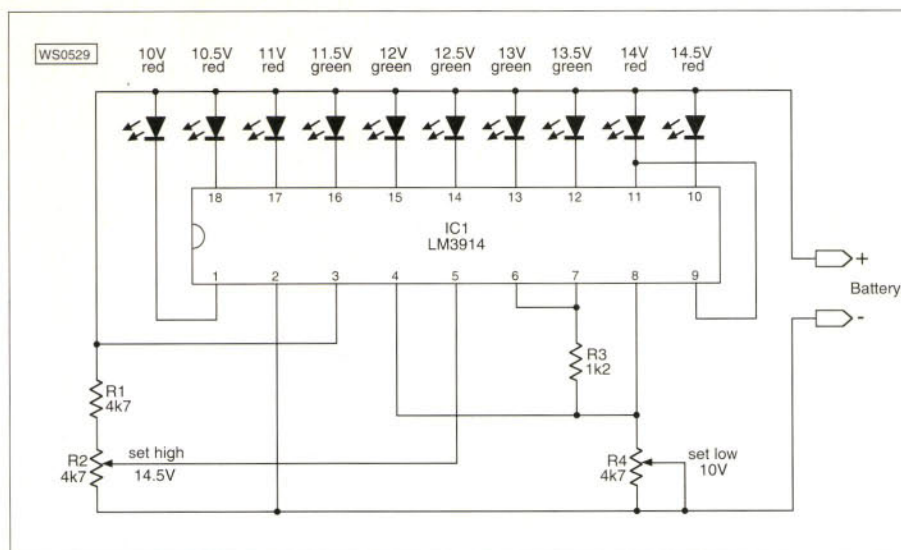 WS0529
10V 10.5V 11V 11.5V 12V 12.5V 13V 13.5V 14V 14.5V
red red red green green green green green red red
18 17 16 15 14 13 12 11 10
IC1
LM3914
1 2 3 4 5 6 7 8 9
+
Battery
-
R3
1k2
R1
4k7
R2
4k7
set high
14.5V
R4
4k7
set low
10V